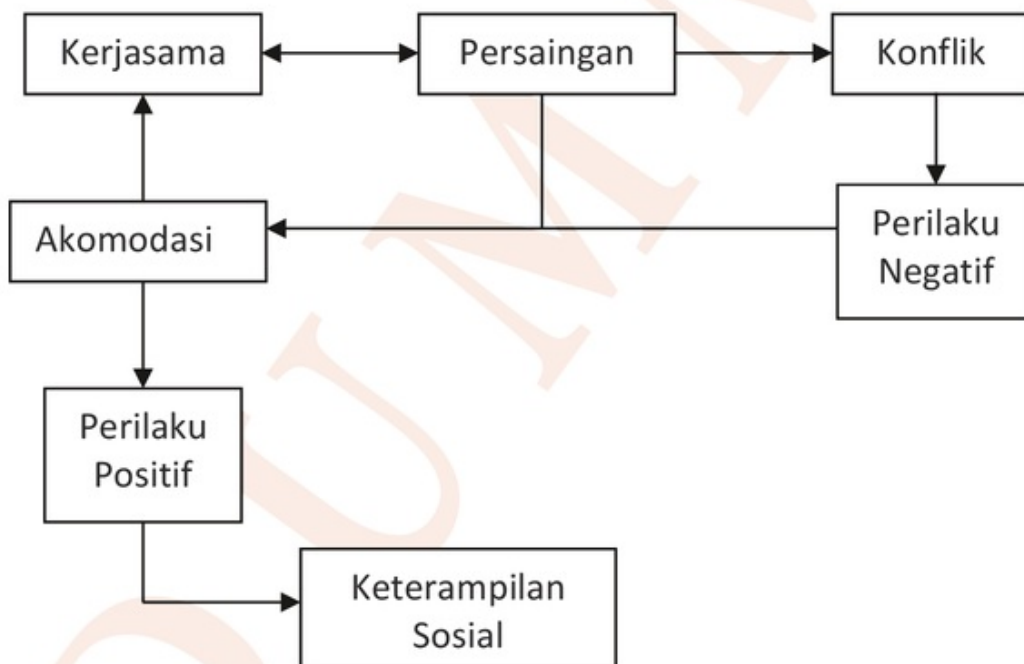 Kerjasama
Persaingan
Konflik
Akomodasi
Perilaku
Negatif
Perilaku
Positif
Keterampilan
Sosial